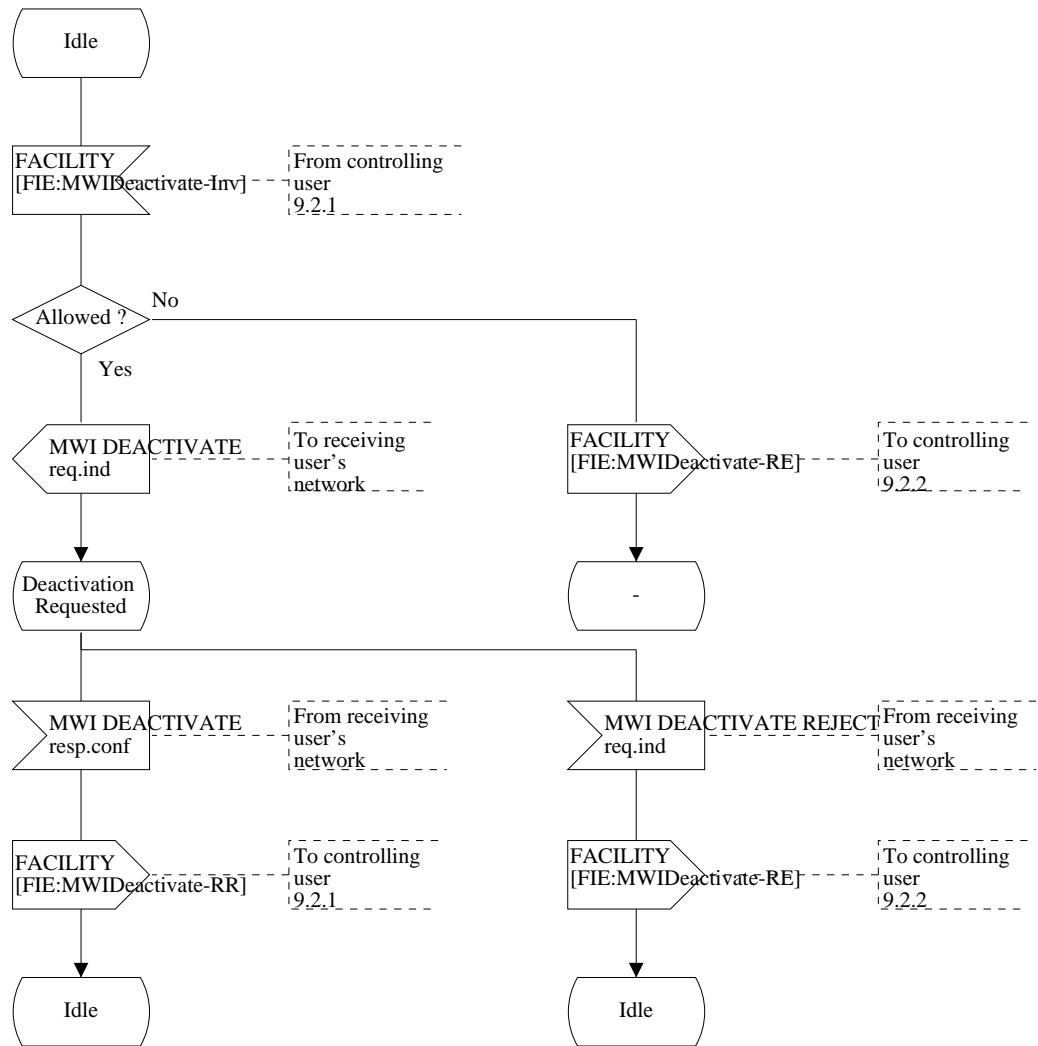 Idle
FACILITY
[FIE:MWIDeactivate-Inv]
From controlling
user
9.2.1
Allowed ?
No
Yes
MWI DEACTIVATE
req.ind
To receiving
user's
network
FACILITY
[FIE:MWIDeactivate-RE]
To controlling
user
9.2.2
Deactivation
Requested
-
MWI DEACTIVATE
resp.conf
From receiving
user's
network
MWI DEACTIVATE REJECT
req.ind
From receiving
user's
network
FACILITY
[FIE:MWIDeactivate-RR]
To controlling
user
9.2.1
FACILITY
[FIE:MWIDeactivate-RE]
To controlling
user
9.2.2
Idle
Idle